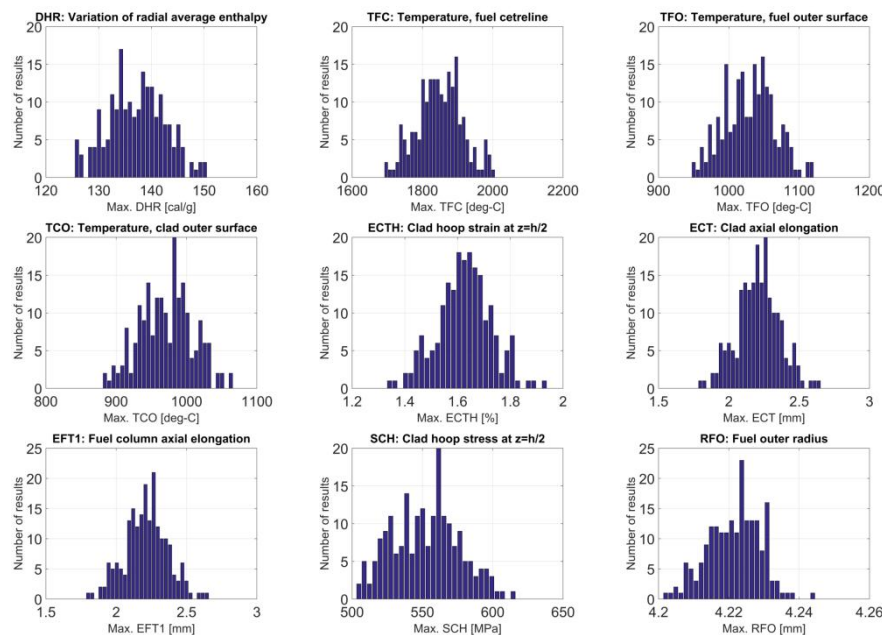 DHR: Variation of radial average enthalpy
20
15
10
5
0
Number of results
120 130 140 150 160
Max. DHR [cal/g]
TFC: Temperature, fuel cetreline
20
15
10
5
0
Number of results
1600 1800 2000 2200
Max. TFC [deg-C]
TFO: Temperature, fuel outer surface
20
15
10
5
0
Number of results
900 1000 1100 1200
Max. TFO [deg-C]
TCO: Temperature, clad outer surface
20
15
10
5
0
Number of results
800 900 1000 1100
Max. TCO [deg-C]
ECTH: Clad hoop strain at z=h/2
20
15
10
5
0
Number of results
1.2 1.4 1.6 1.8 2
Max. ECTH [%]
ECT: Clad axial elongation
20
15
10
5
0
Number of results
1.5 2 2.5 3
Max. ECT [mm]
EFT1: Fuel column axial elongation
25
20
15
10
5
0
Number of results
1.5 2 2.5 3
Max. EFT1 [mm]
SCH: Clad hoop stress at z=h/2
20
15
10
5
0
Number of results
500 550 600 650
Max. SCH [MPa]
RFO: Fuel outer radius
25
20
15
10
5
0
Number of results
4.2 4.22 4.24 4.26
Max. RFO [mm]